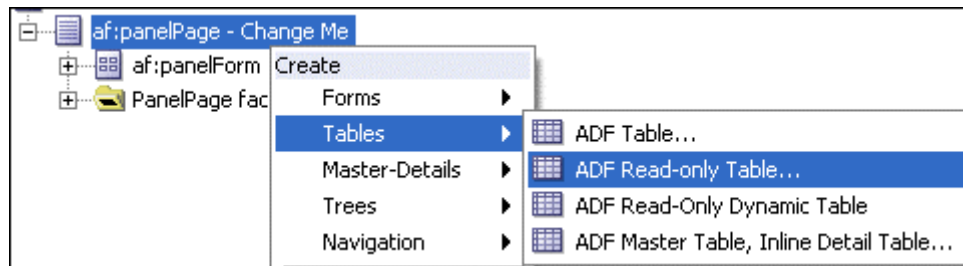 af:panelPage - Change Me
af:panelForm
PanelPage fac
Create
Forms
Tables
Master-Details
Trees
Navigation
ADF Table...
ADF Read-only Table...
ADF Read-Only Dynamic Table
ADF Master Table, Inline Detail Table...